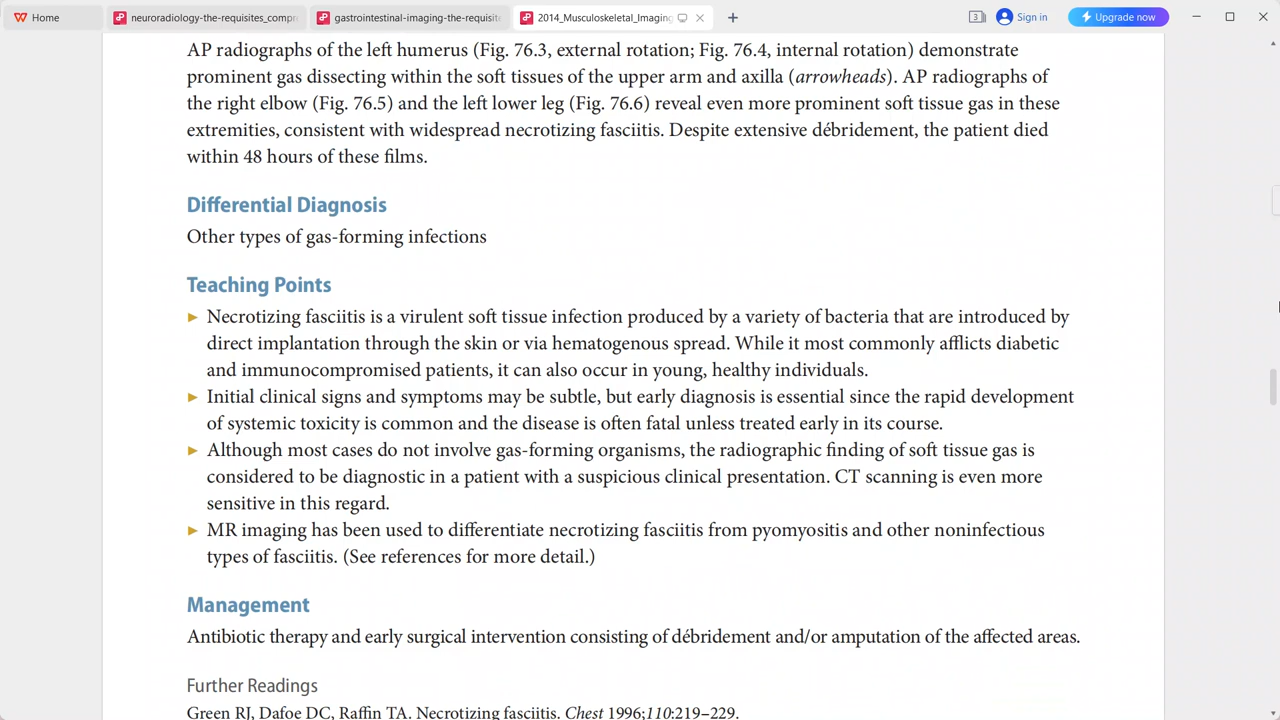 Home
neuroradiology-the-requisites_compr
gastrointestinal-imaging-the-requisite
2014_Musculoskeletal_Imaging
3
Sign in
Upgrade now
AP radiographs of the left humerus (Fig. 76.3, external rotation; Fig. 76.4, internal rotation) demonstrate
prominent gas dissecting within the soft tissues of the upper arm and axilla (arrowheads). AP radiographs of
the right elbow (Fig. 76.5) and the left lower leg (Fig. 76.6) reveal even more prominent soft tissue gas in these
extremities, consistent with widespread necrotizing fasciitis. Despite extensive débridement, the patient died
within 48 hours of these films.
Differential Diagnosis
Other types of gas-forming infections
Teaching Points
► Necrotizing fasciitis is a virulent soft tissue infection produced by a variety of bacteria that are introduced by
direct implantation through the skin or via hematogenous spread. While it most commonly afflicts diabetic
and immunocompromised patients, it can also occur in young, healthy individuals.
► Initial clinical signs and symptoms may be subtle, but early diagnosis is essential since the rapid development
of systemic toxicity is common and the disease is often fatal unless treated early in its course.
► Although most cases do not involve gas-forming organisms, the radiographic finding of soft tissue gas is
considered to be diagnostic in a patient with a suspicious clinical presentation. CT scanning is even more
sensitive in this regard.
► MR imaging has been used to differentiate necrotizing fasciitis from pyomyositis and other noninfectious
types of fasciitis. (See references for more detail.)
Management
Antibiotic therapy and early surgical intervention consisting of débridement and/or amputation of the affected areas.
Further Readings
Green RJ, Dafoe DC, Raffin TA. Necrotizing fasciitis. Chest 1996;110:219–229.